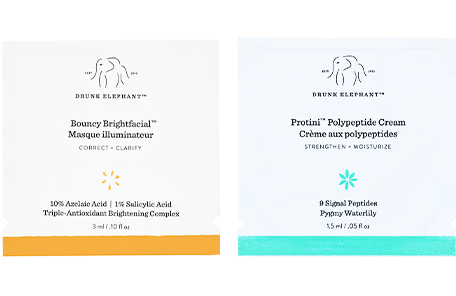 ESTD 2012
DRUNK ELEPHANT™
Bouncy Brightfacial™
Masque illuminateur
CORRECT + CLARIFY
10% Azelaic Acid | 1% Salicylic Acid
Triple-Antioxidant Brightening Complex
3 ml / .10 fl oz
ESTD 2012
DRUNK ELEPHANT™
Protini™ Polypeptide Cream
Crème aux polypeptides
STRENGTHEN + MOISTURIZE
9 Signal Peptides
Pygmy Waterlily
1.5 ml / .05 fl oz